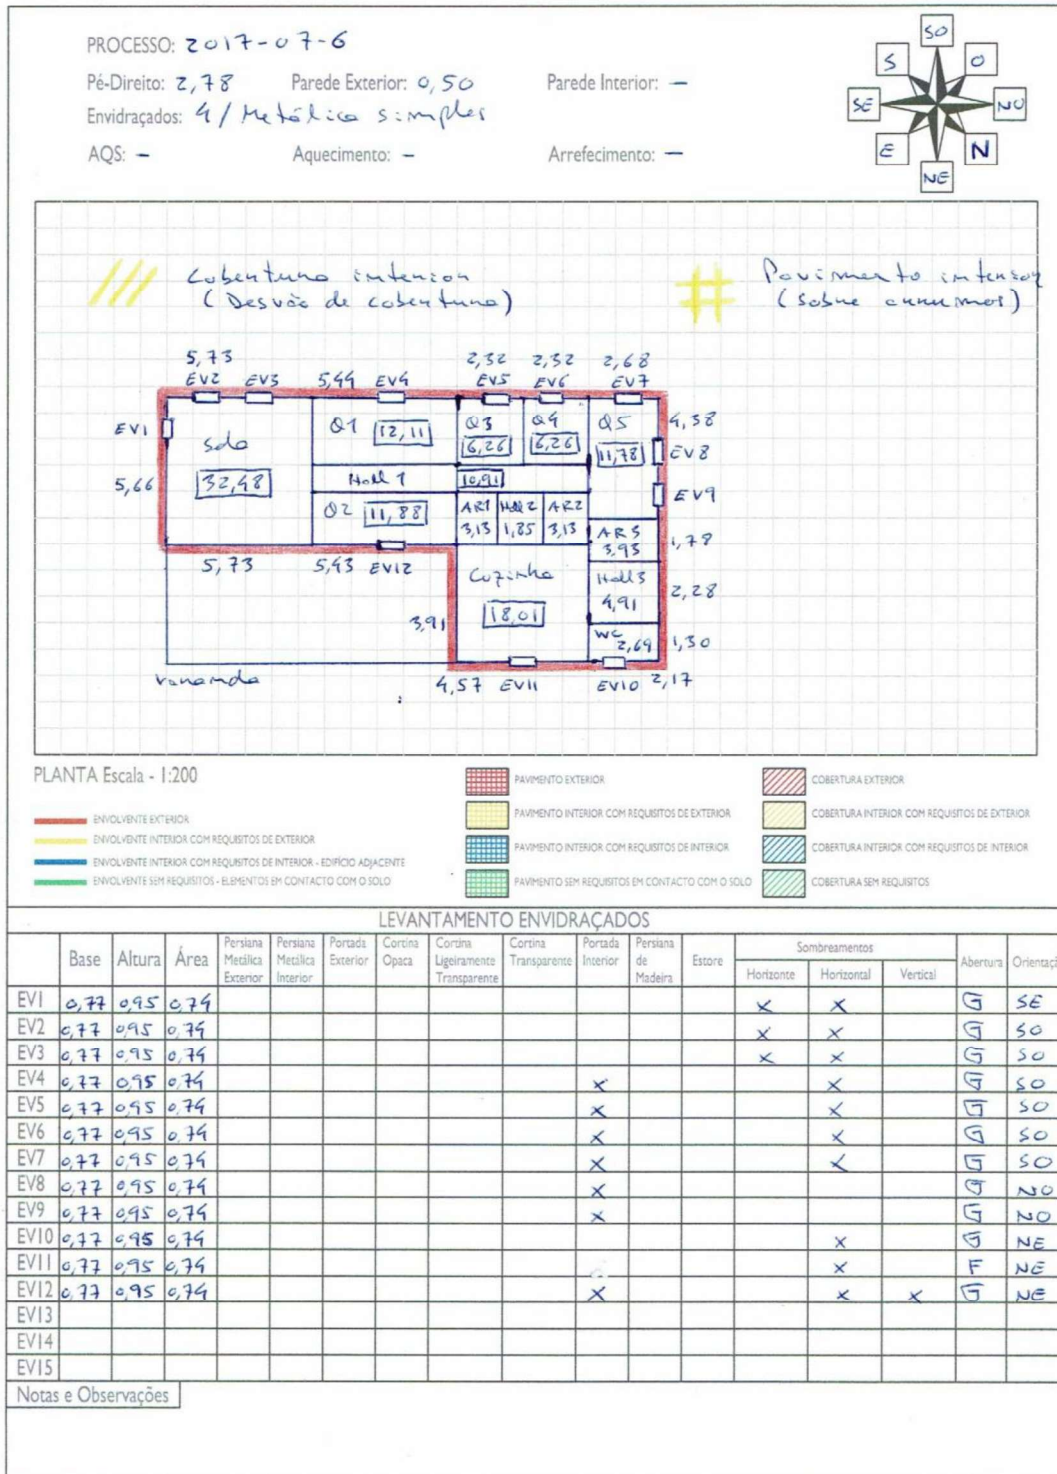 PROCESSO: 2017-07-6
Pé-Direito: 2,78 Parede Exterior: 0,50 Parede Interior: —
Envidraçados: 4/ Metálica simples
AQS: — Aquecimento: — Arrefecimento: —
SO
S O
SE NO
E N
NE
Cobertura interior Pavimento interior
(Desvão de cobertura) (sobre arrumos)
5,73 2,32 2,32 2,68
EV2 EV3 5,44 EV4 EV5 EV6 EV7
EV1 Sala Q1 12,11 Q3 Q4 Q5 4,38
6,26 6,26 11,78 EV8
5,66 32,48 Hall 1 10,91 EV9
Q2 11,88 AR1 Hall2 AR2
3,13 1,85 3,13 AR3 1,78
3,93
5,73 5,43 EV12 Cozinha Hall3 2,28
3,91 18,01 4,91
WC 2,69 1,30
varanda 4,57 EV11 EV10 2,17
PLANTA Escala - 1:200
ENVOLVENTE EXTERIOR
ENVOLVENTE INTERIOR COM REQUISITOS DE EXTERIOR
ENVOLVENTE INTERIOR COM REQUISITOS DE INTERIOR - EDIFÍCIO ADJACENTE
ENVOLVENTE SEM REQUISITOS - ELEMENTOS EM CONTACTO COM O SOLO
PAVIMENTO EXTERIOR
PAVIMENTO INTERIOR COM REQUISITOS DE EXTERIOR
PAVIMENTO INTERIOR COM REQUISITOS DE INTERIOR
PAVIMENTO SEM REQUISITOS EM CONTACTO COM O SOLO
COBERTURA EXTERIOR
COBERTURA INTERIOR COM REQUISITOS DE EXTERIOR
COBERTURA INTERIOR COM REQUISITOS DE INTERIOR
COBERTURA SEM REQUISITOS
LEVANTAMENTO ENVIDRAÇADOS
Base Altura Área Persiana Metálica Exterior Persiana Metálica Interior Portada Exterior Cortina Opaca Cortina Ligeiramente Transparente Cortina Transparente Portada Interior Persiana de Madeira Estore Sombreamentos Abertura Orientaçã
Horizonte Horizontal Vertical
EV1 0,77 0,95 0,74 x x G SE
EV2 0,77 0,95 0,74 x x G SO
EV3 0,77 0,95 0,74 x x G SO
EV4 0,77 0,95 0,74 x x G SO
EV5 0,77 0,95 0,74 x x G SO
EV6 0,77 0,95 0,74 x x G SO
EV7 0,77 0,95 0,74 x x G SO
EV8 0,77 0,95 0,74 x G NO
EV9 0,77 0,95 0,74 x G NO
EV10 0,77 0,95 0,74 x G NE
EV11 0,77 0,95 0,74 x F NE
EV12 0,77 0,95 0,74 x x x G NE
EV13
EV14
EV15
Notas e Observações